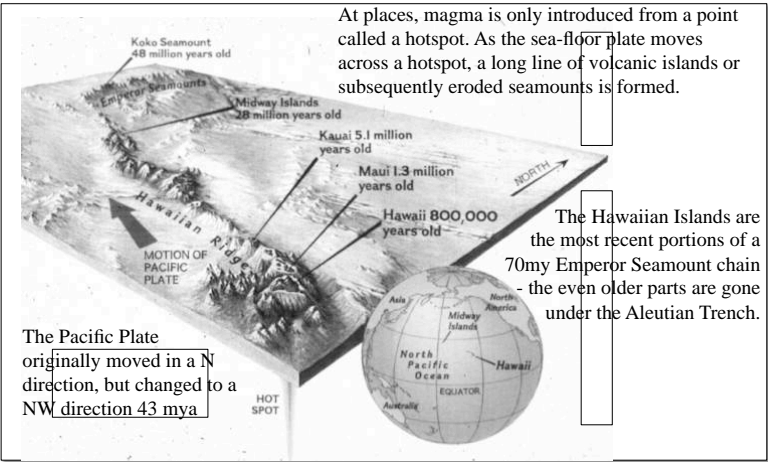 At places, magma is only introduced from a point
called a hotspot. As the sea-floor plate moves
across a hotspot, a long line of volcanic islands or
subsequently eroded seamounts is formed.
Koko Seamount
48 million years old
Emperor Seamounts
Midway Islands
28 million years old
Kauai 5.1 million
years old
Maui 1.3 million
years old
NORTH
Hawaii 800,000
years old
Hawaiian Ridge
MOTION OF
PACIFIC
PLATE
The Hawaiian Islands are
the most recent portions of a
70my Emperor Seamount chain
- the even older parts are gone
under the Aleutian Trench.
Asia
North
America
Midway
Islands
North
Pacific
Ocean
Hawaii
EQUATOR
Australia
The Pacific Plate
originally moved in a N
direction, but changed to a
NW direction 43 mya
HOT
SPOT